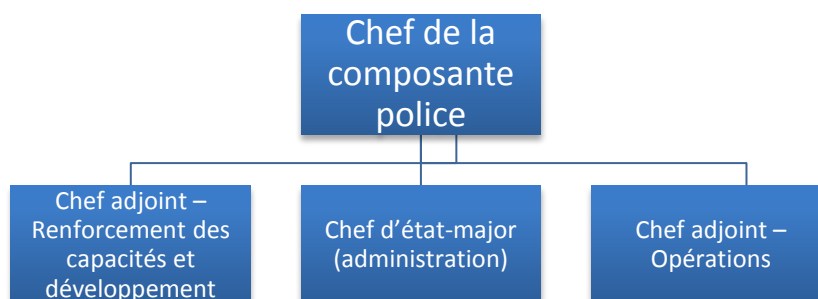 Chef de la
composante
police
Chef adjoint –
Renforcement des
capacités et
développement
Chef d’état-major
(administration)
Chef adjoint –
Opérations